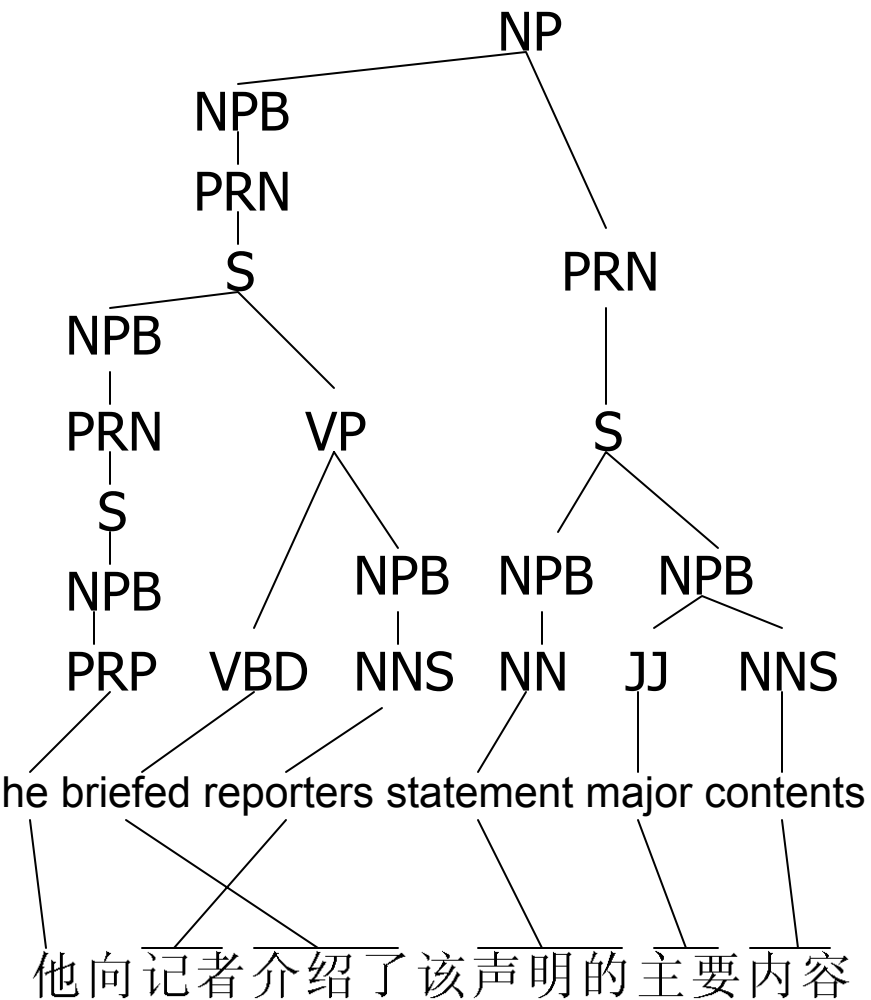 NP
NPB
PRN
S PRN
NPB
PRN VP S
S
NPB NPB NPB NPB
PRP VBD NNS NN JJ NNS
he briefed reporters statement major contents
他向记者介绍了该声明的主要内容